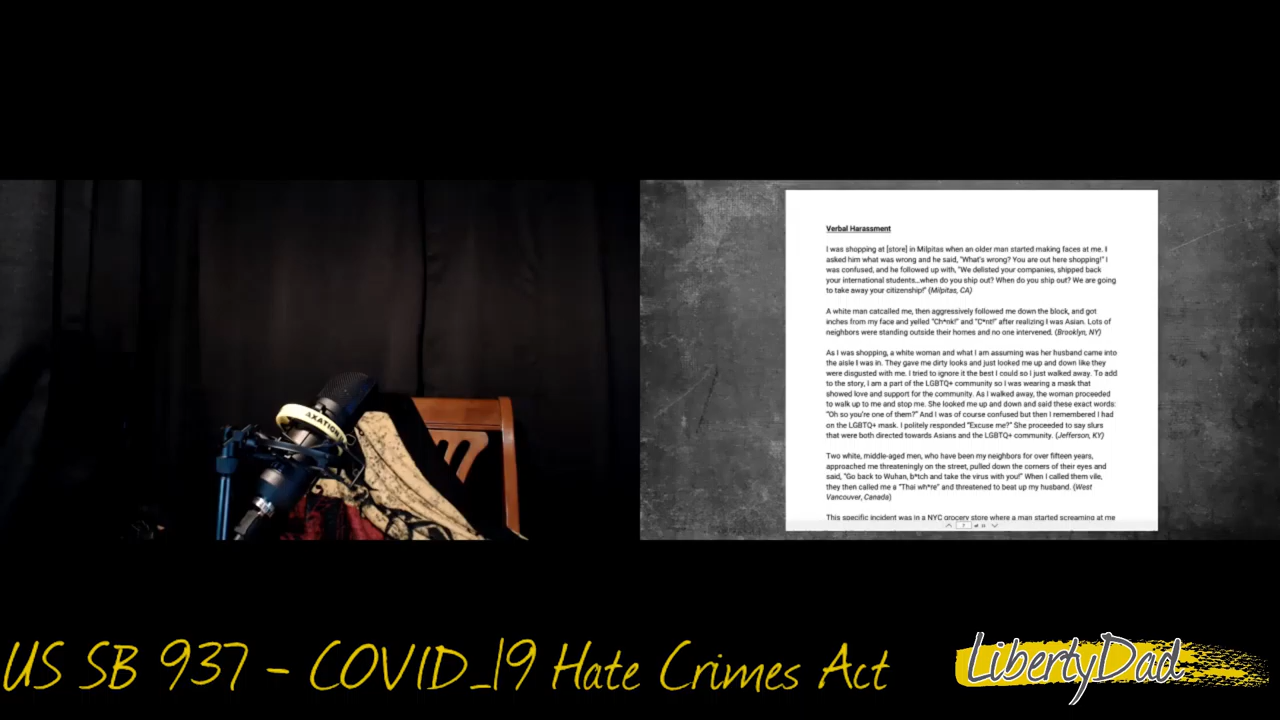 AXATION
Verbal Harassment
I was shopping at [store] in Milpitas when an older man started making faces at me. I
asked him what was wrong and he said, "What's wrong? You are out here shopping!" I
was confused, and he followed up with, "We delisted your companies, shipped back
your international students...when do you ship out? When do you ship out? We are going
to take away your citizenship!" (Milpitas, CA)
A white man catcalled me, then aggressively followed me down the block, and got
inches from my face and yelled "Ch*nk!" and "C*nt!" after realizing I was Asian. Lots of
neighbors were standing outside their homes and no one intervened. (Brooklyn, NY)
As I was shopping, a white woman and what I am assuming was her husband came into
the aisle I was in. They gave me dirty looks and just looked me up and down like they
were disgusted with me. I tried to ignore it the best I could so I just walked away. To add
to the story, I am a part of the LGBTQ+ community so I was wearing a mask that
showed love and support for the community. As I walked away, the woman proceeded
to walk up to me and stop me. She looked me up and down and said these exact words:
"Oh so you're one of them?" And I was of course confused but then I remembered I had
on the LGBTQ+ mask. I politely responded "Excuse me?" She proceeded to say slurs
that were both directed towards Asians and the LGBTQ+ community. (Jefferson, KY)
Two white, middle-aged men, who have been my neighbors for over fifteen years,
approached me threateningly on the street, pulled down the corners of their eyes and
said, "Go back to Wuhan, b*tch and take the virus with you!" When I called them vile,
they then called me a "Thai wh*re" and threatened to beat up my husband. (West
Vancouver, Canada)
This specific incident was in a NYC grocery store where a man started screaming at me
US SB 937 - COVID_19 Hate Crimes Act
LibertyDad